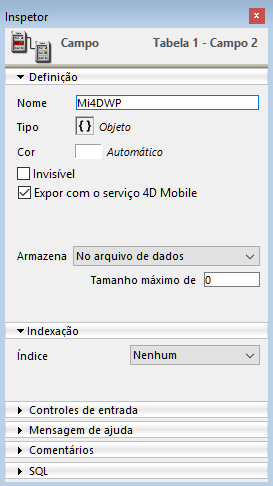 Inspetor
Campo Tabela 1 - Campo 2
Definição
Nome Mi4DWP
Tipo {} Objeto
Cor Automático
Invisível
Expor com o serviço 4D Mobile
Armazena No arquivo de dados
Tamanho máximo de 0
Indexação
Índice Nenhum
Controles de entrada
Mensagem de ajuda
Comentários
SQL